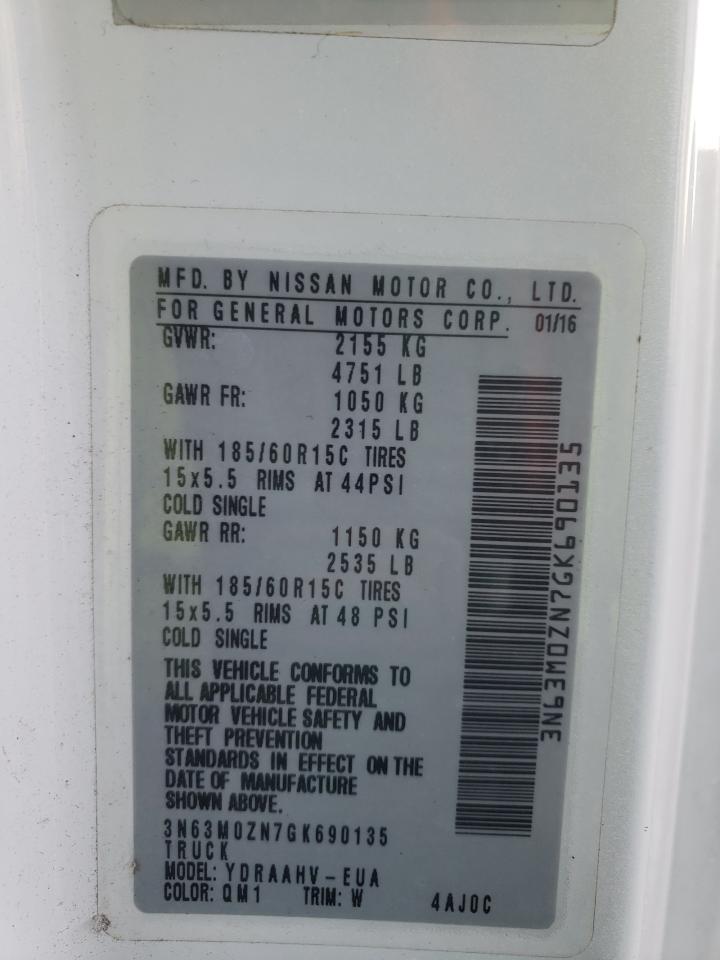 MFD. BY NISSAN MOTOR CO., LTD.
FOR GENERAL MOTORS CORP. 01/16
GVWR: 2155 KG
4751 LB
GAWR FR: 1050 KG
2315 LB
WITH 185/60R15C TIRES
15x5.5 RIMS AT 44PSI
COLD SINGLE
GAWR RR: 1150 KG
2535 LB
WITH 185/60R15C TIRES
15x5.5 RIMS AT 48 PSI
COLD SINGLE
THIS VEHICLE CONFORMS TO
ALL APPLICABLE FEDERAL
MOTOR VEHICLE SAFETY AND
THEFT PREVENTION
STANDARDS IN EFFECT ON THE
DATE OF MANUFACTURE
SHOWN ABOVE.
3N63M0ZN7GK690135
TRUCK
MODEL: YDRAAHV-EUA
COLOR: QM1 TRIM: W 4AJ0C
3N63M0ZN7GK690135